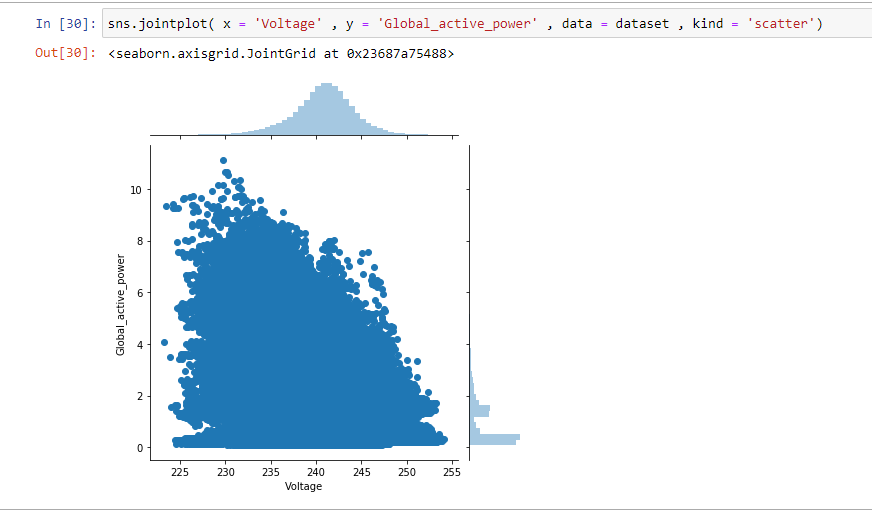 In [30]: sns.jointplot( x = 'Voltage' , y = 'Global_active_power' , data = dataset , kind = 'scatter')
Out[30]: <seaborn.axisgrid.JointGrid at 0x23687a75488>
10
8
6
4
2
0
Global_active_power
225 230 235 240 245 250 255
Voltage